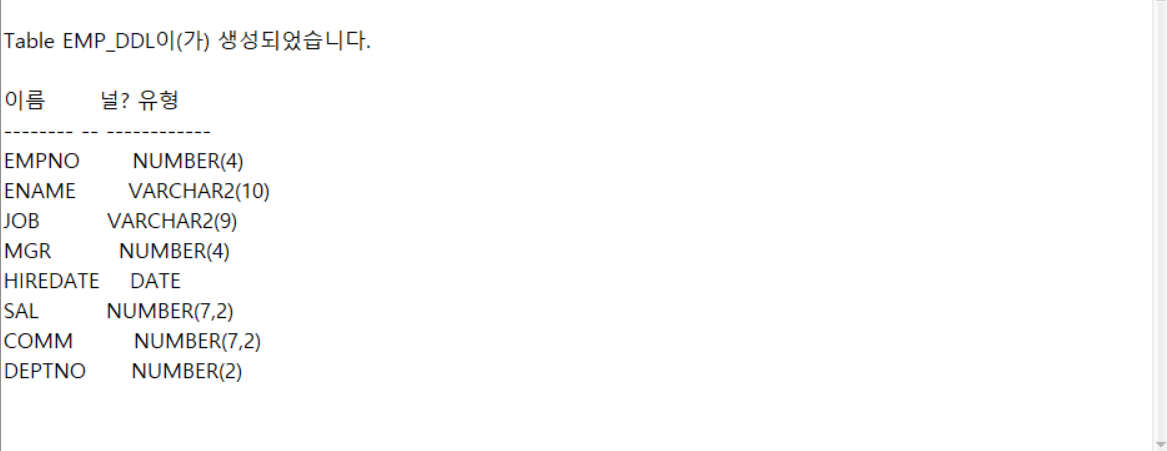 Table EMP_DDL이(가) 생성되었습니다.
이름 널? 유형
-------- -- ------------
EMPNO NUMBER(4)
ENAME VARCHAR2(10)
JOB VARCHAR2(9)
MGR NUMBER(4)
HIREDATE DATE
SAL NUMBER(7,2)
COMM NUMBER(7,2)
DEPTNO NUMBER(2)